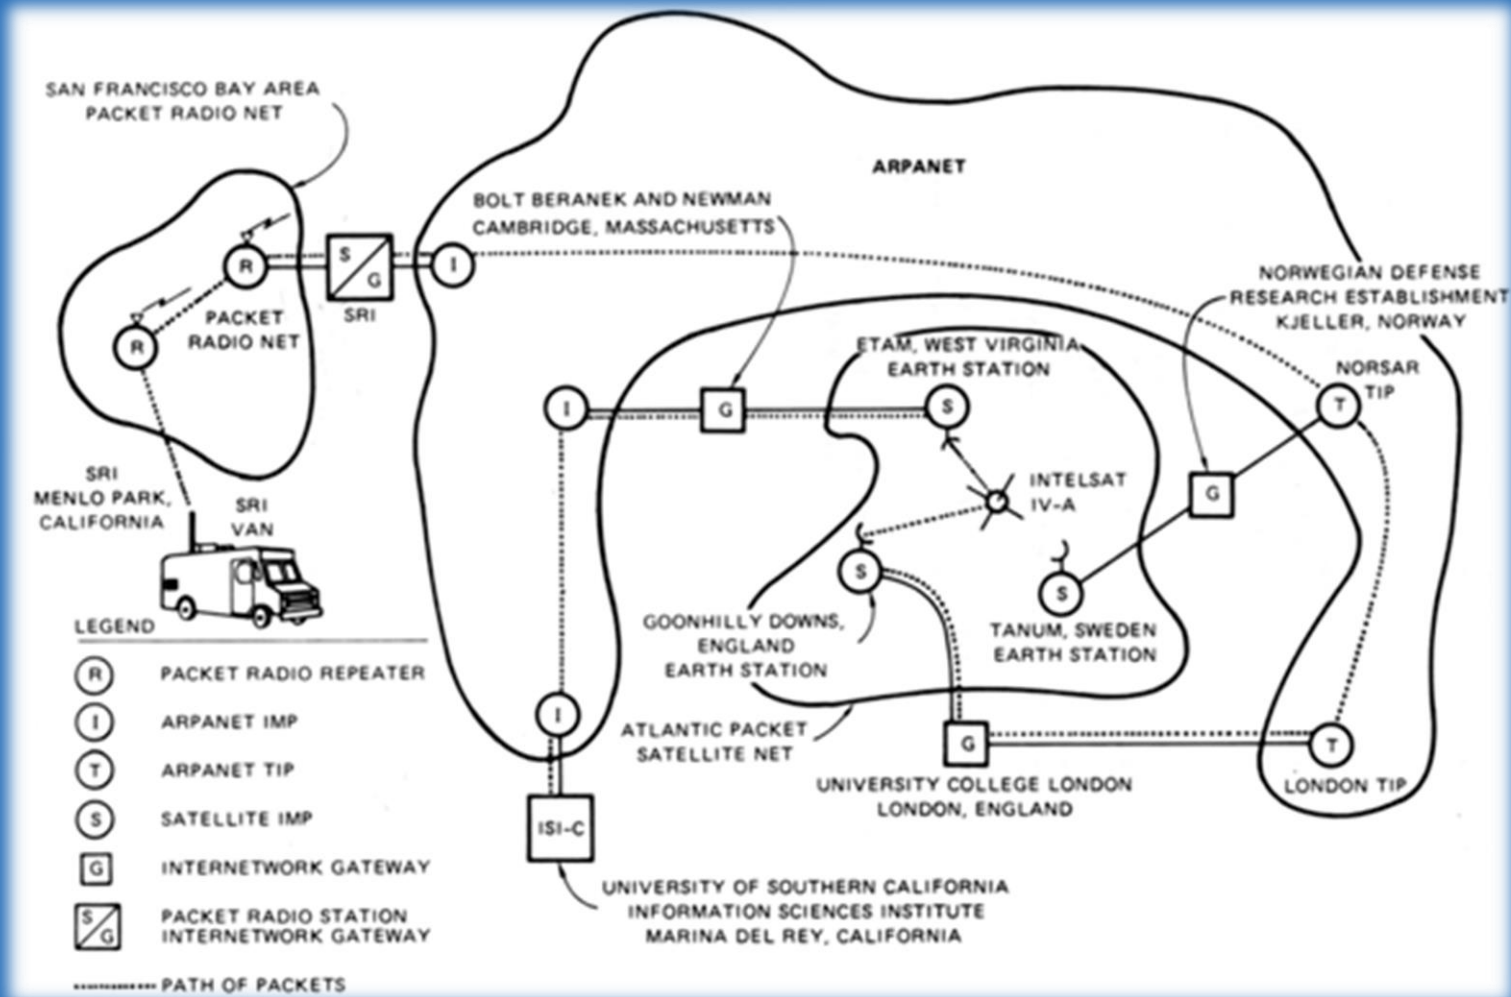 SAN FRANCISCO BAY AREA
PACKET RADIO NET
ARPANET
BOLT BERANEK AND NEWMAN
CAMBRIDGE, MASSACHUSETTS
R
S
G
I
SRI
PACKET
RADIO NET
R
NORWEGIAN DEFENSE
RESEARCH ESTABLISHMENT
KJELLER, NORWAY
ETAM, WEST VIRGINIA
EARTH STATION
NORSAR
TIP
T
I
G
S
INTELSAT
IV-A
G
SRI
MENLO PARK,
CALIFORNIA
SRI
VAN
S
S
GOONHILLY DOWNS,
ENGLAND
EARTH STATION
TANUM, SWEDEN
EARTH STATION
I
ATLANTIC PACKET
SATELLITE NET
G
T
UNIVERSITY COLLEGE LONDON
LONDON, ENGLAND
LONDON TIP
ISI-C
UNIVERSITY OF SOUTHERN CALIFORNIA
INFORMATION SCIENCES INSTITUTE
MARINA DEL REY, CALIFORNIA
LEGEND
R PACKET RADIO REPEATER
I ARPANET IMP
T ARPANET TIP
S SATELLITE IMP
G INTERNETWORK GATEWAY
S PACKET RADIO STATION
G INTERNETWORK GATEWAY
PATH OF PACKETS